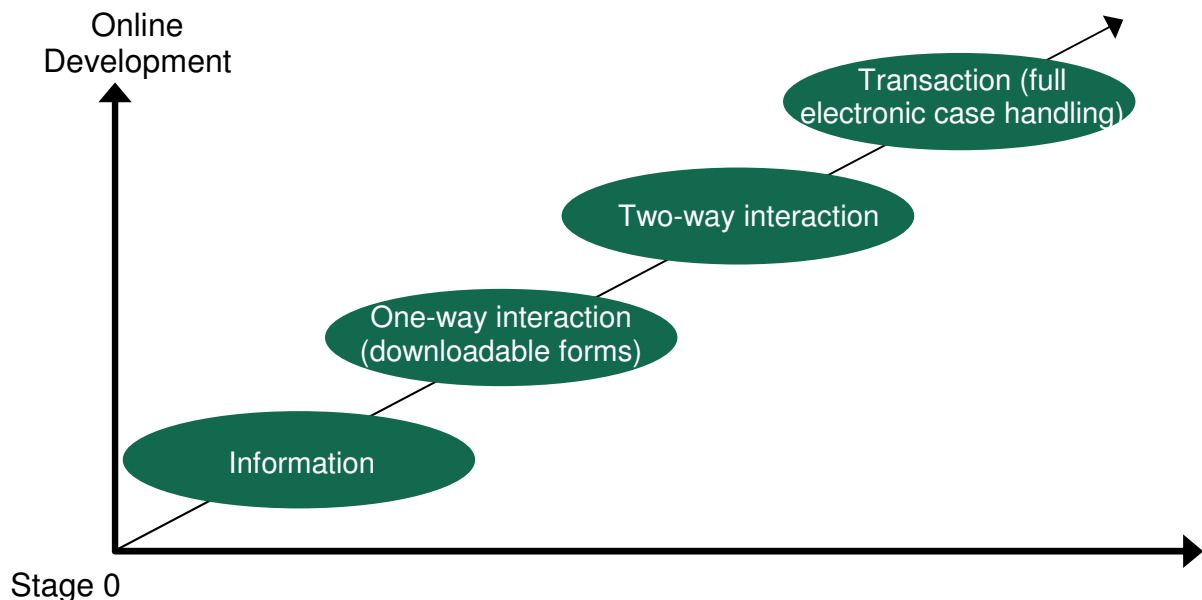 Online
Development
Transaction (full
electronic case handling)
Two-way interaction
One-way interaction
(downloadable forms)
Information
Stage 0